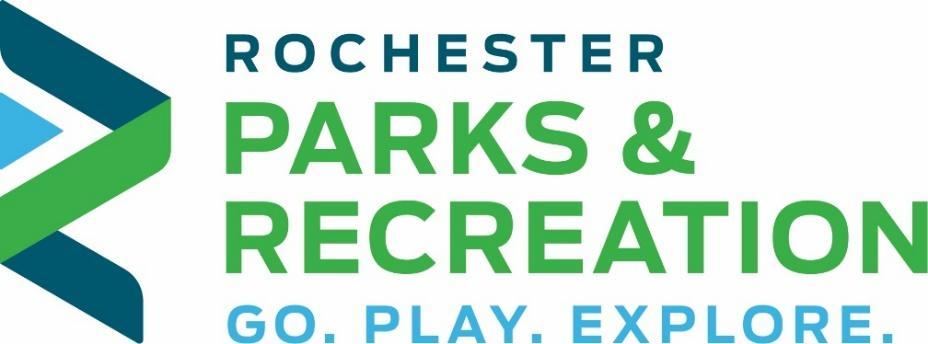 ROCHESTER
PARKS &
RECREATION
GO. PLAY. EXPLORE.